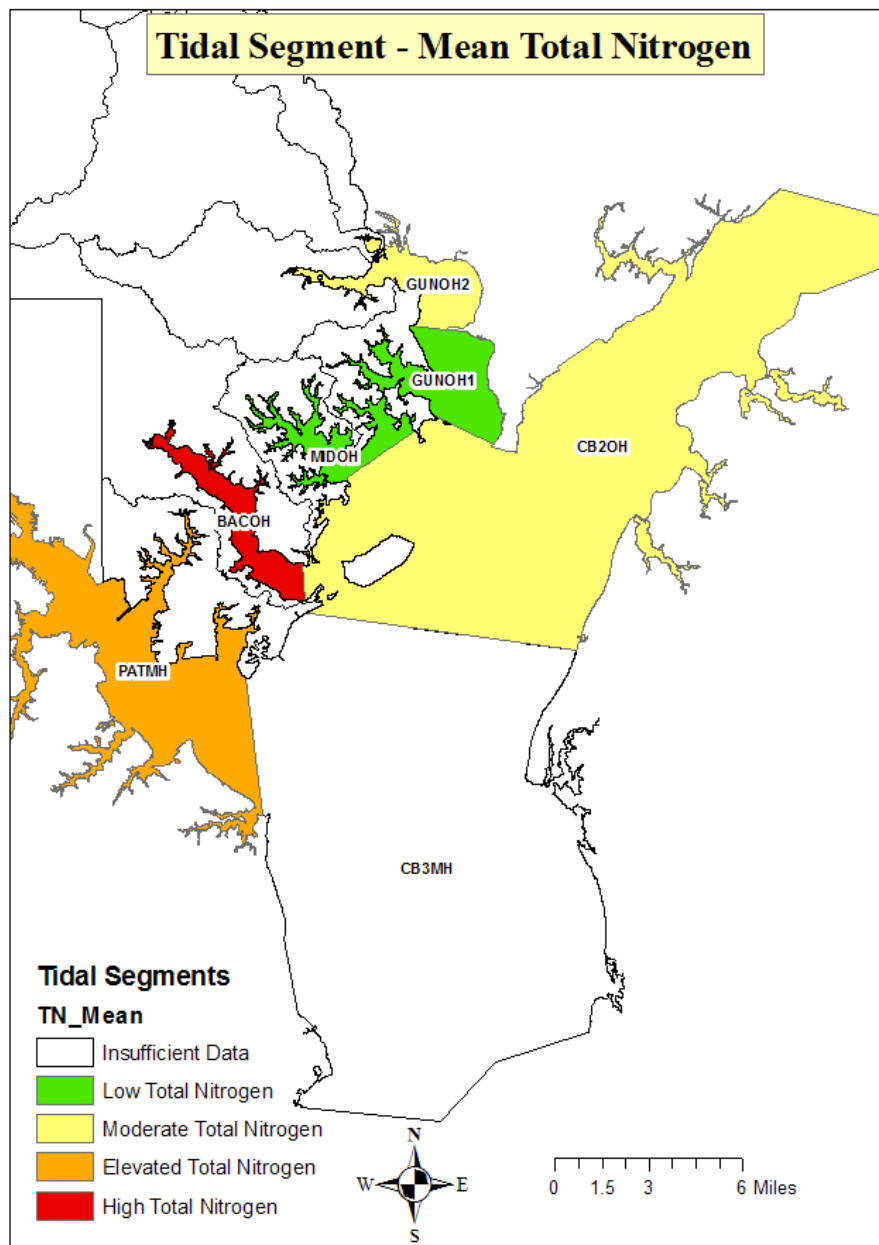 Tidal Segment - Mean Total Nitrogen
GUNOH2
GUNOH1
CB2OH
MIDOH
BACOH
PATMH
CB3MH
Tidal Segments
TN_Mean
Insufficient Data
Low Total Nitrogen
Moderate Total Nitrogen
Elevated Total Nitrogen
High Total Nitrogen
N
W E
S
0 1.5 3 6 Miles